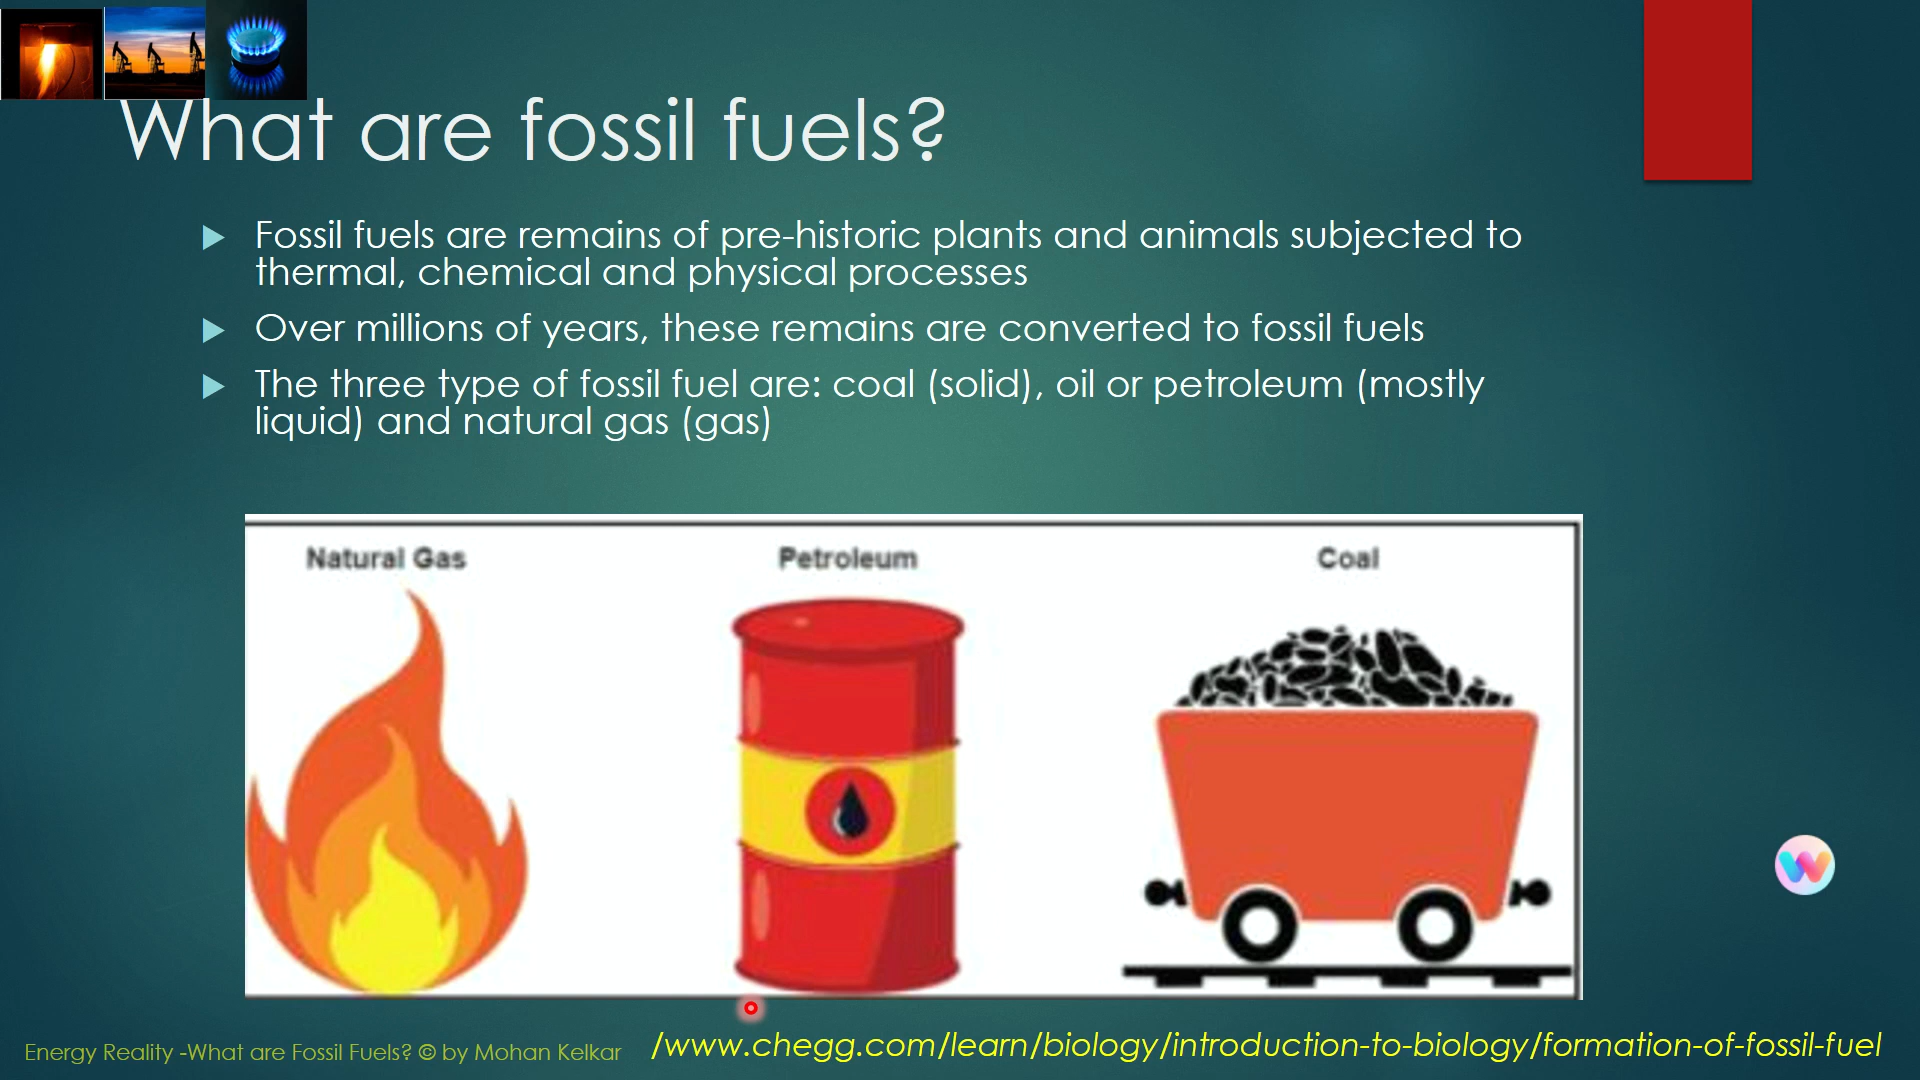 What are fossil fuels?
Fossil fuels are remains of pre-historic plants and animals subjected to
thermal, chemical and physical processes
Over millions of years, these remains are converted to fossil fuels
The three type of fossil fuel are: coal (solid), oil or petroleum (mostly
liquid) and natural gas (gas)
Natural Gas
Petroleum
Coal
Energy Reality -What are Fossil Fuels? © by Mohan Kelkar
/www.chegg.com/learn/biology/introduction-to-biology/formation-of-fossil-fuel